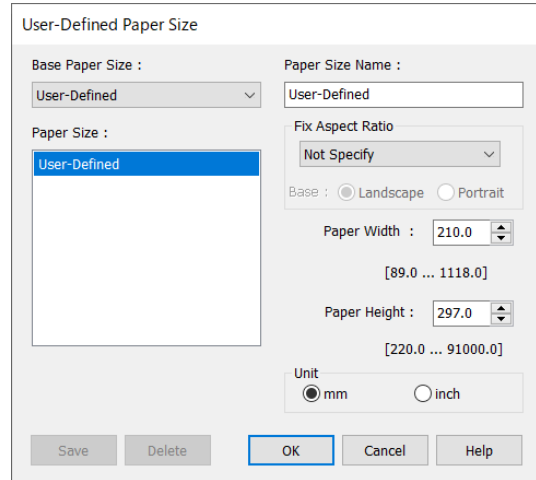 User-Defined Paper Size
Base Paper Size :
User-Defined
Paper Size :
User-Defined
Paper Size Name :
User-Defined
Fix Aspect Ratio
Not Specify
Base : Landscape Portrait
Paper Width : 210.0
[89.0 ... 1118.0]
Paper Height : 297.0
[220.0 ... 91000.0]
Unit
mm inch
Save Delete OK Cancel Help